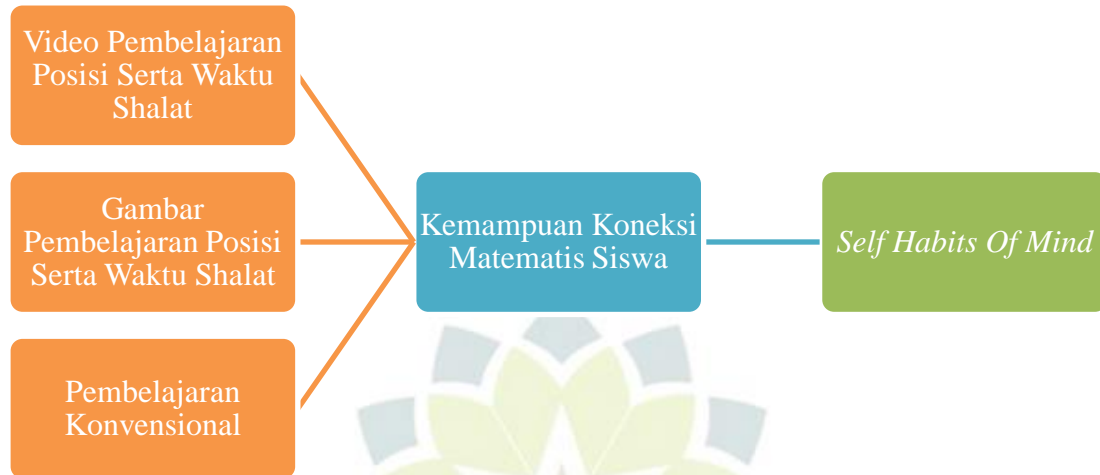 Video Pembelajaran
Posisi Serta Waktu
Shalat
Gambar
Pembelajaran Posisi
Serta Waktu Shalat
Pembelajaran
Konvensional
Kemampuan Koneksi
Matematis Siswa
Self Habits Of Mind